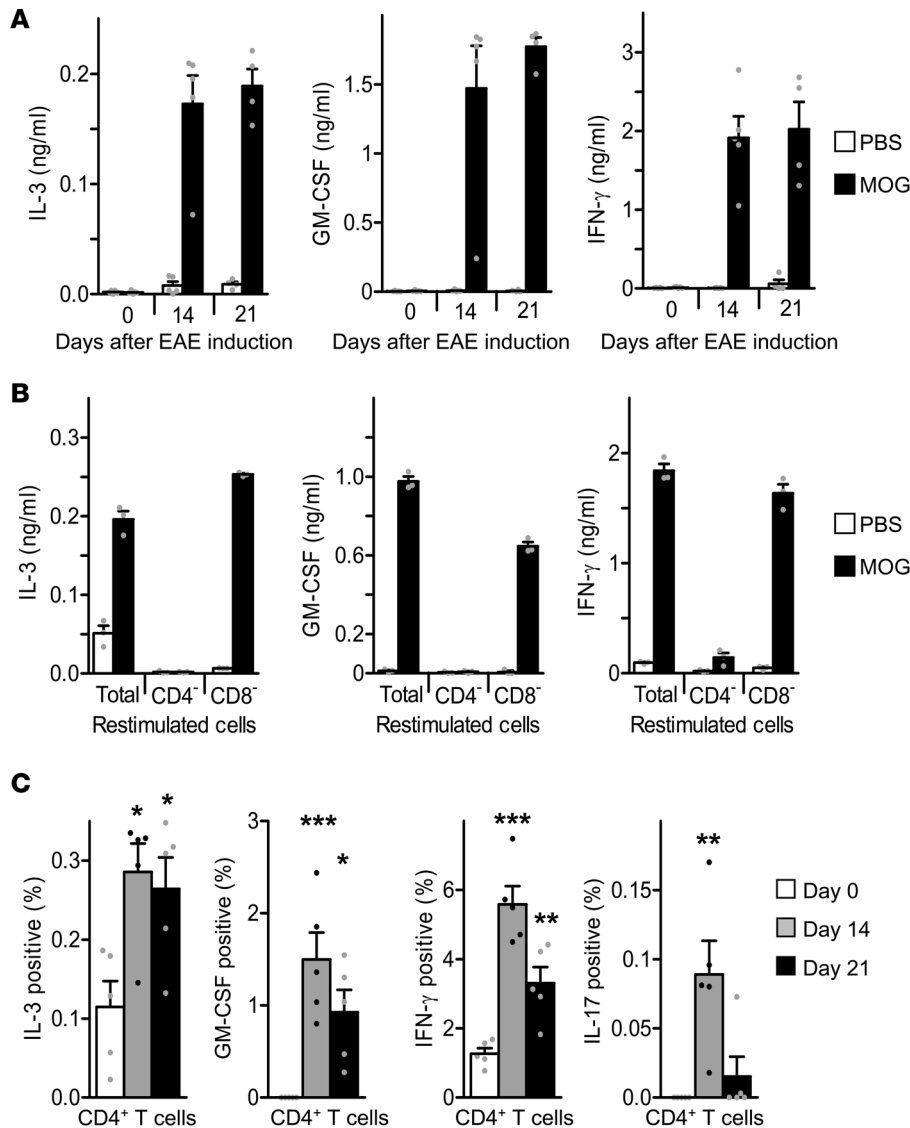 A
IL-3 (ng/ml)
0.2
0.1
0.0
0 14 21
Days after EAE induction
GM-CSF (ng/ml)
1.5
1
0.5
0
0 14 21
Days after EAE induction
IFN-γ (ng/ml)
3
2
1
0
0 14 21
Days after EAE induction
PBS
MOG
B
IL-3 (ng/ml)
0.3
0.2
0.1
0.0
Total CD4⁻ CD8⁻
Restimulated cells
GM-CSF (ng/ml)
1.0
0.6
0.2
0
Total CD4⁻ CD8⁻
Restimulated cells
IFN-γ (ng/ml)
2
1
0
Total CD4⁻ CD8⁻
Restimulated cells
PBS
MOG
C
IL-3 positive (%)
0.3
0.2
0.1
0.0
* *
CD4⁺ T cells
GM-CSF positive (%)
3
2
1
0
*** *
CD4⁺ T cells
IFN-γ positive (%)
6
4
2
0
*** **
CD4⁺ T cells
IL-17 positive (%)
0.15
0.10
0.05
0.00
**
CD4⁺ T cells
Day 0
Day 14
Day 21